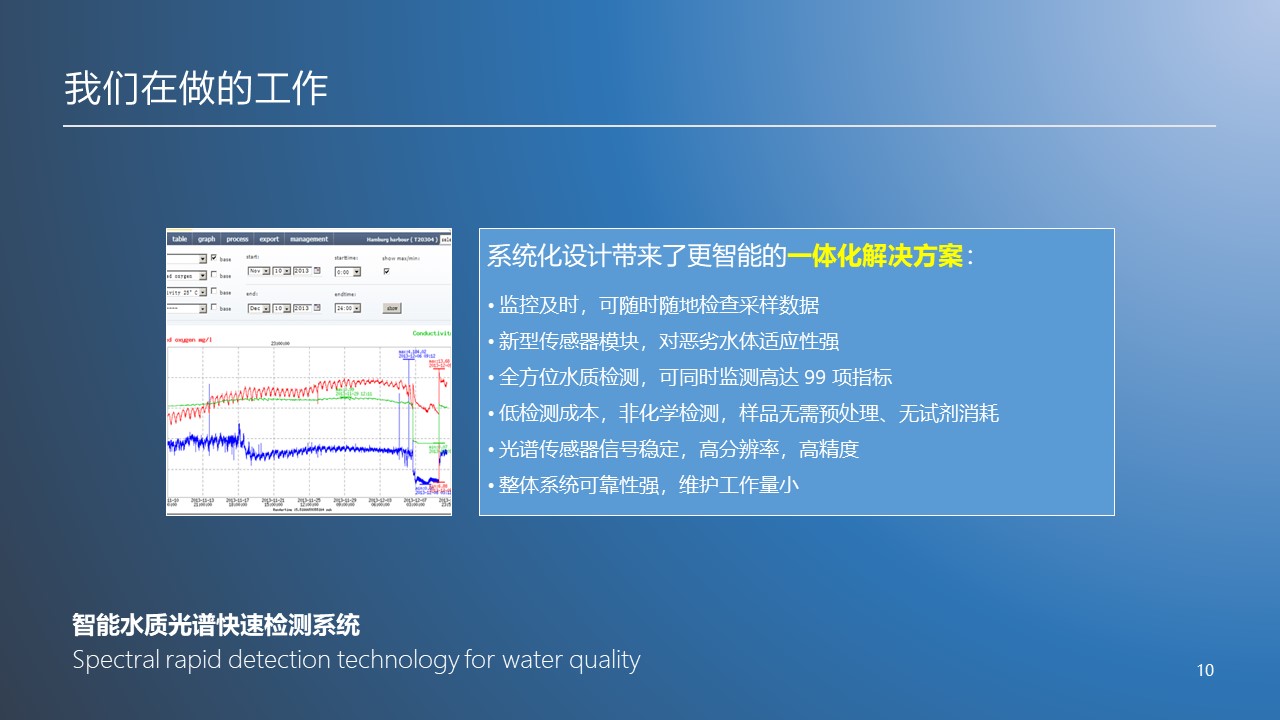 我们在做的工作
table graph process export management Hamburg harbour [ T20304 ]
base start: starttime: show max/min:
Nov 10 2013 0:00
ed oxygen base
base end: endtime:
base Dec 10 2013 24:00 show
Conductivit
d oxygen mg/l
23:00:00
系统化设计带来了更智能的一体化解决方案：
• 监控及时，可随时随地检查采样数据
• 新型传感器模块，对恶劣水体适应性强
• 全方位水质检测，可同时监测高达 99 项指标
• 低检测成本，非化学检测，样品无需预处理、无试剂消耗
• 光谱传感器信号稳定，高分辨率，高精度
• 整体系统可靠性强，维护工作量小
智能水质光谱快速检测系统
Spectral rapid detection technology for water quality
10